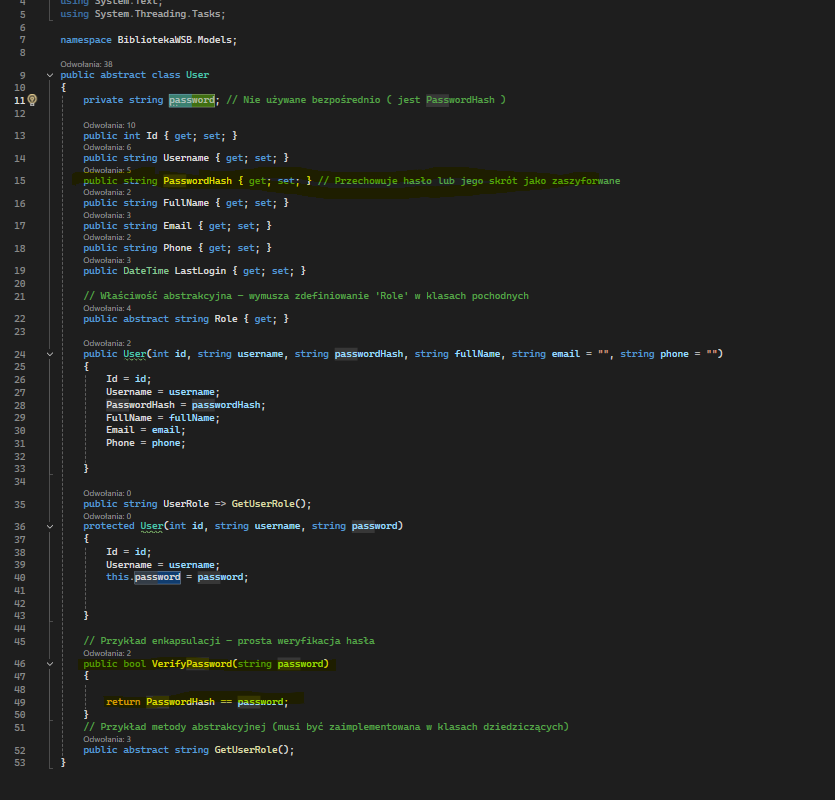 4 using System.Text;
5 using System.Threading.Tasks;
6
7 namespace BibliotekaWSB.Models;
8
Odwołania: 38
9 public abstract class User
10 {
11 private string password; // Nie używane bezpośrednio ( jest PasswordHash )
12
Odwołania: 10
13 public int Id { get; set; }
Odwołania: 6
14 public string Username { get; set; }
Odwołania: 5
15 public string PasswordHash { get; set; } // Przechowuje hasło lub jego skrót jako zaszyforwane
Odwołania: 2
16 public string FullName { get; set; }
Odwołania: 3
17 public string Email { get; set; }
Odwołania: 2
18 public string Phone { get; set; }
Odwołania: 3
19 public DateTime LastLogin { get; set; }
20
21 // Właściwość abstrakcyjna – wymusza zdefiniowanie 'Role' w klasach pochodnych
Odwołania: 4
22 public abstract string Role { get; }
23
Odwołania: 2
24 public User(int id, string username, string passwordHash, string fullName, string email = "", string phone = "")
25 {
26 Id = id;
27 Username = username;
28 PasswordHash = passwordHash;
29 FullName = fullName;
30 Email = email;
31 Phone = phone;
32
33 }
34
Odwołania: 0
35 public string UserRole => GetUserRole();
Odwołania: 0
36 protected User(int id, string username, string password)
37 {
38 Id = id;
39 Username = username;
40 this.password = password;
41
42
43 }
44
45 // Przykład enkapsulacji – prosta weryfikacja hasła
Odwołania: 2
46 public bool VerifyPassword(string password)
47 {
48
49 return PasswordHash == password;
50 }
51 // Przykład metody abstrakcyjnej (musi być zaimplementowana w klasach dziedziczących)
Odwołania: 3
52 public abstract string GetUserRole();
53 }